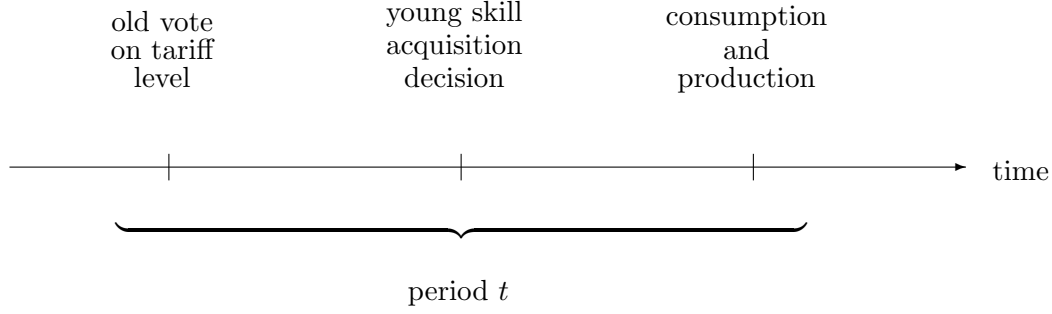 old vote
on tariff
level
young skill
acquisition
decision
consumption
and
production
time
period t